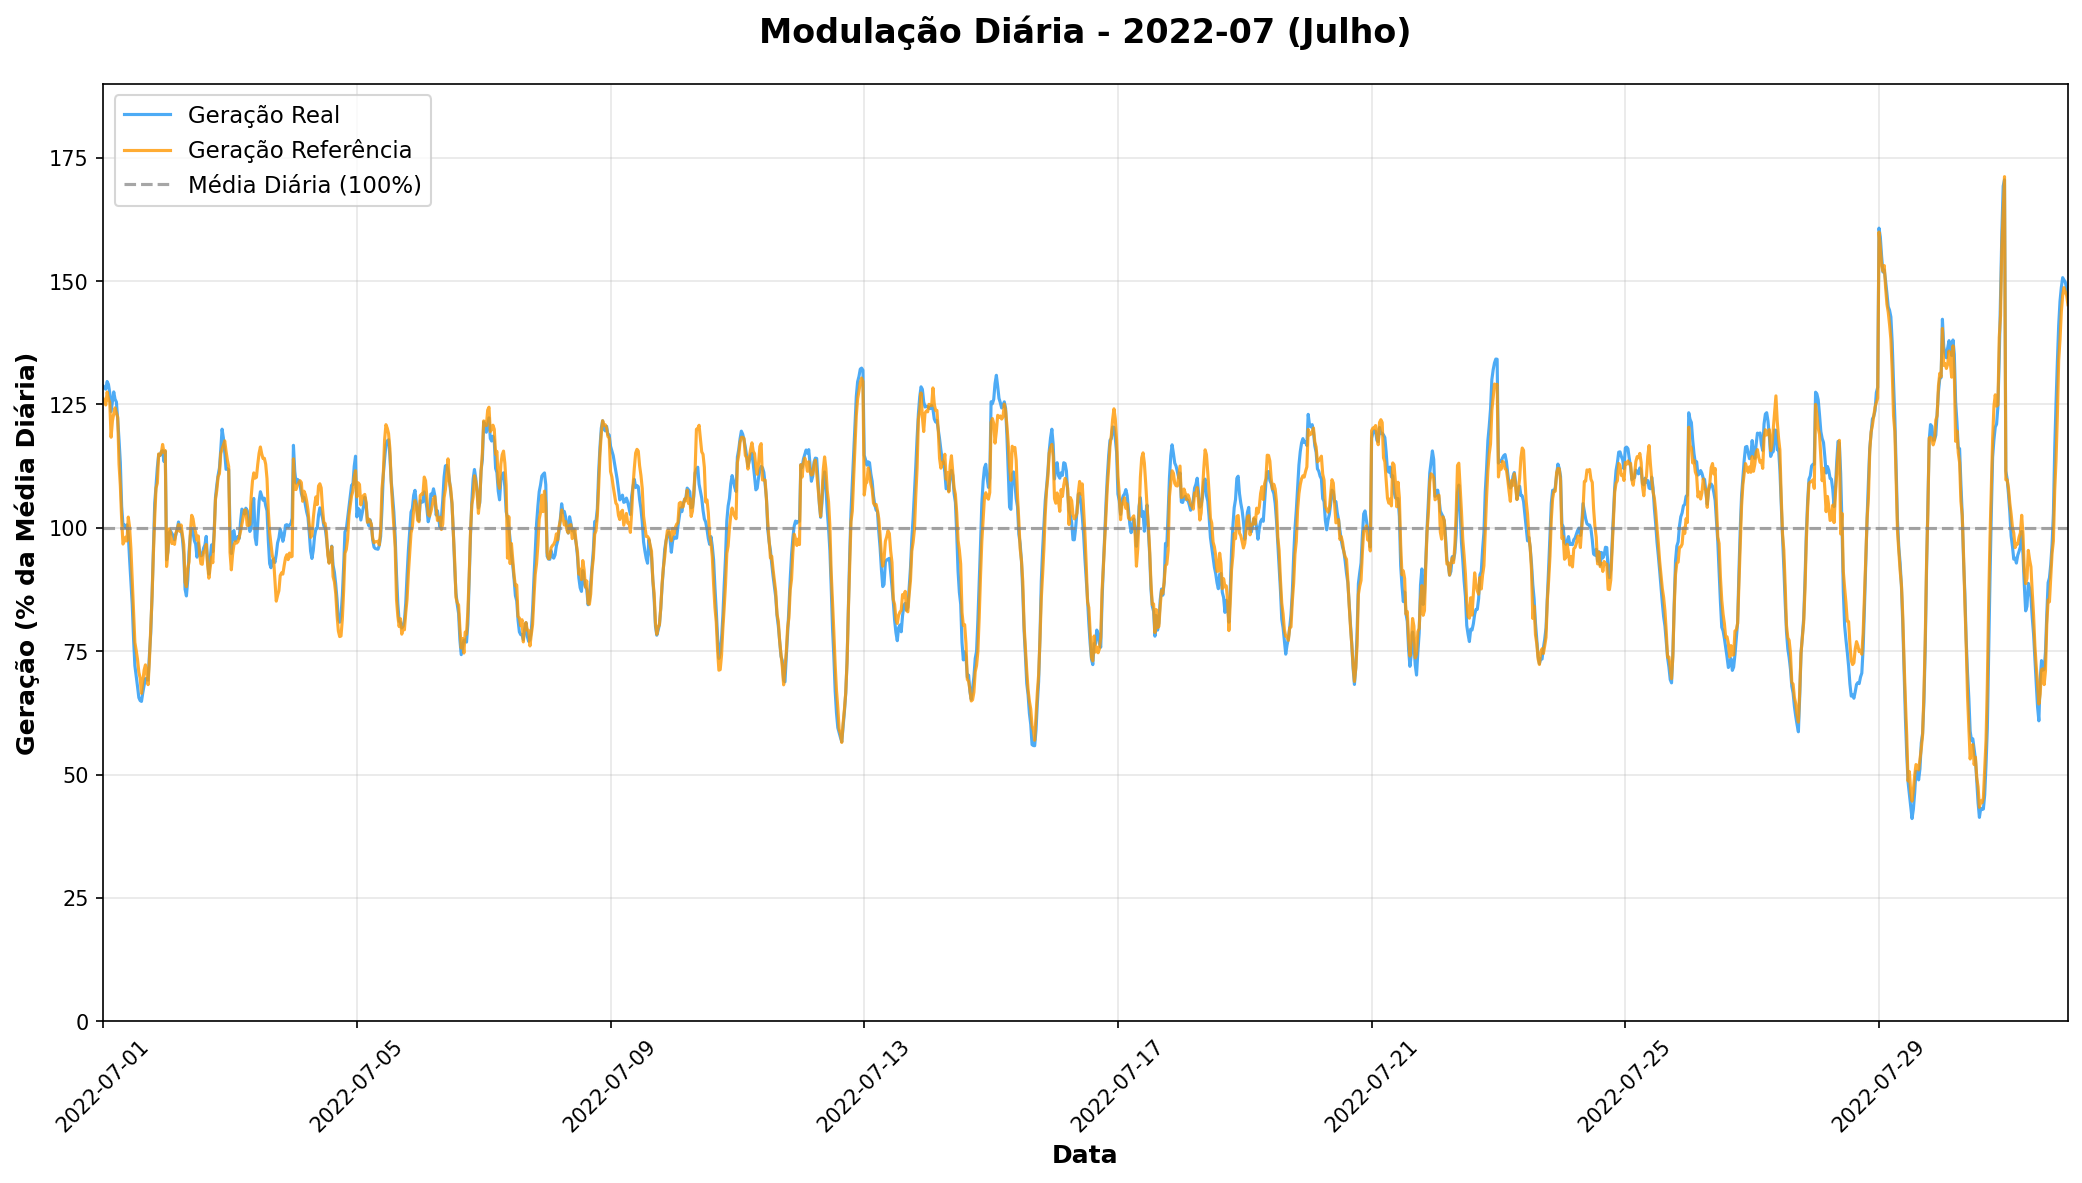 Modulação Diária - 2022-07 (Julho)
Geração Real
Geração Referência
Média Diária (100%)
Geração (% da Média Diária)
175
150
125
100
75
50
25
0
2022-07-01
2022-07-05
2022-07-09
2022-07-13
2022-07-17
2022-07-21
2022-07-25
2022-07-29
Data